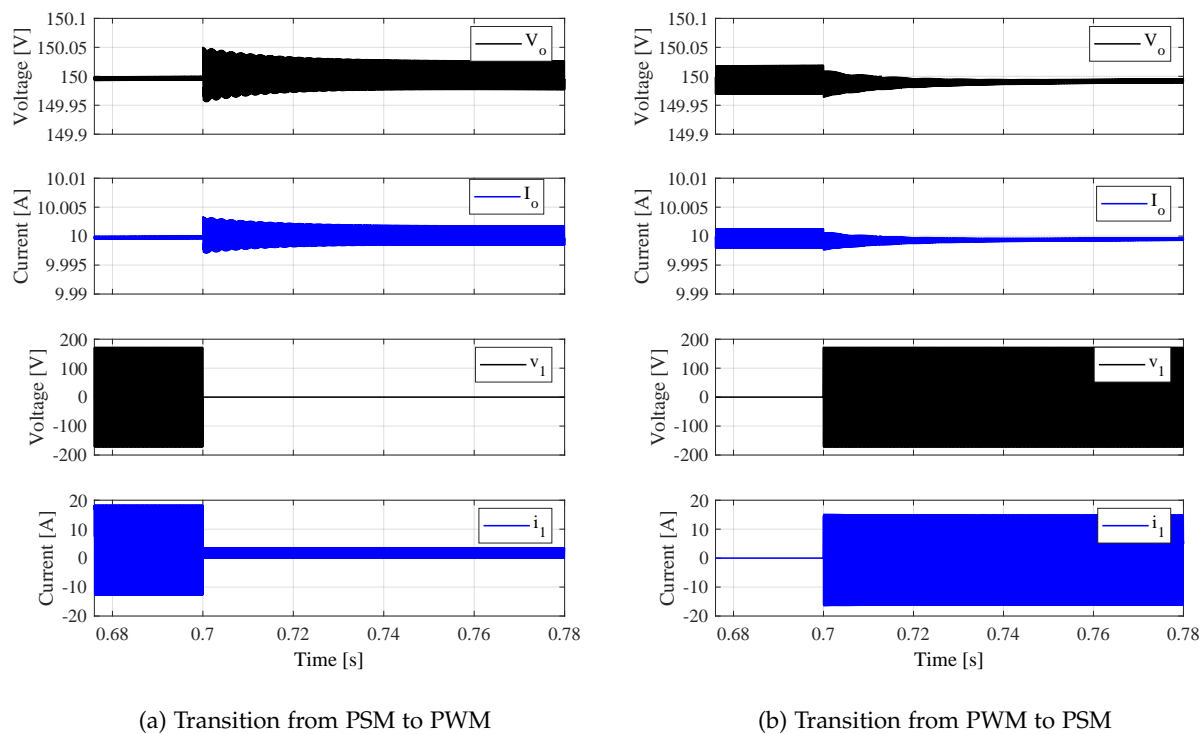 150.1
150.05
150
149.95
149.9
Voltage [V]
V_o
10.01
10.005
10
9.995
9.99
Current [A]
I_o
200
100
0
-100
-200
Voltage [V]
v_1
20
10
0
-10
-20
Current [A]
i_1
0.68 0.7 0.72 0.74 0.76 0.78
Time [s]
(a) Transition from PSM to PWM
150.1
150.05
150
149.95
149.9
Voltage [V]
V_o
10.01
10.005
10
9.995
9.99
Current [A]
I_o
200
100
0
-100
-200
Voltage [V]
v_1
20
10
0
-10
-20
Current [A]
i_1
0.68 0.7 0.72 0.74 0.76 0.78
Time [s]
(b) Transition from PWM to PSM